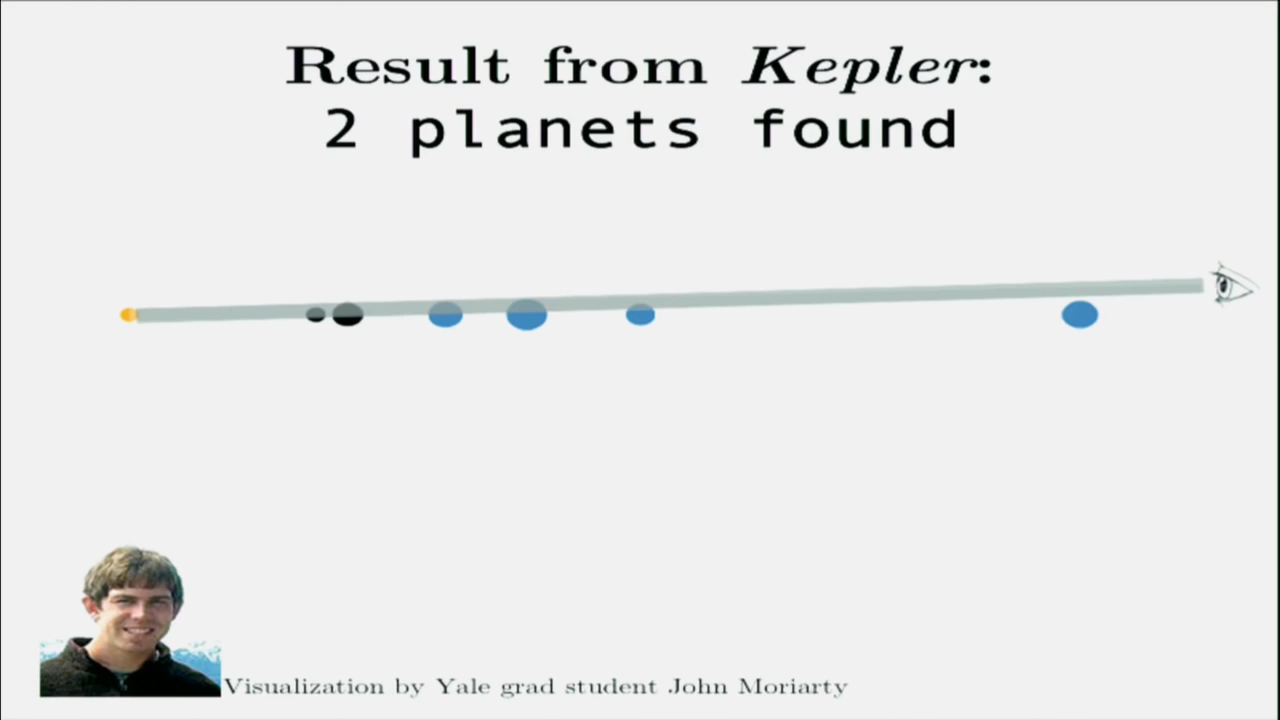 Result from Kepler:
2 planets found
Visualization by Yale grad student John Moriarty